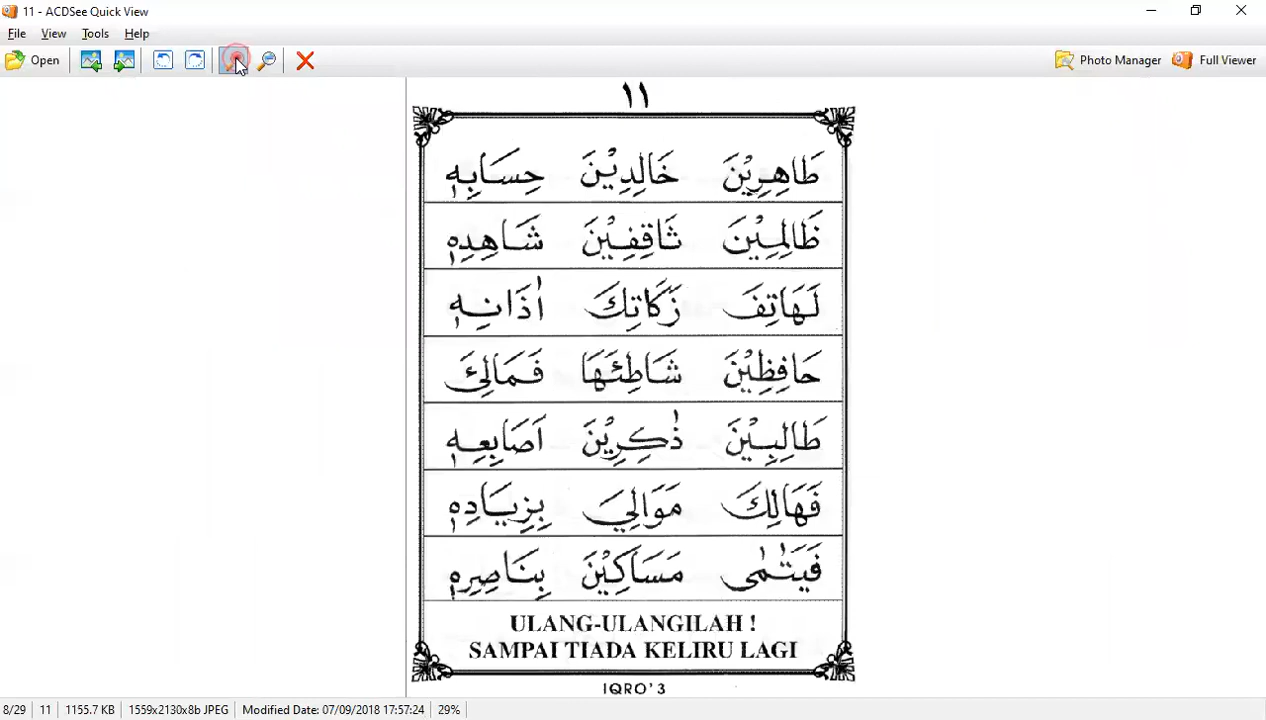 11 - ACDSee Quick View
File View Tools Help
Open Photo Manager Full Viewer
١١
طَاهِرِيْنَ خَالِدِيْنَ حِسَابِهٖ
ظَالِمِيْنَ ثَاقِفِيْنَ شَاهِدِهٖ
لَهَاتِفَ زَكَاتِكَ اٰذَانِهٖ
حَافِظِيْنَ شَاطِئَهَا فَمَالِئَ
طَالِبِيْنَ ذٰكِرِيْنَ اَصَابِعِهٖ
فَهَالِكَ مَوَالِيَ بِزِيَادِهٖ
فَيَتٰمٰى مَسَاكِيْنَ بِنَاصِرِهٖ
ULANG-ULANGILAH !
SAMPAI TIADA KELIRU LAGI
IQRO' 3
8/29 11 1155.7 KB 1559x2130x8b JPEG Modified Date: 07/09/2018 17:57:24 29%